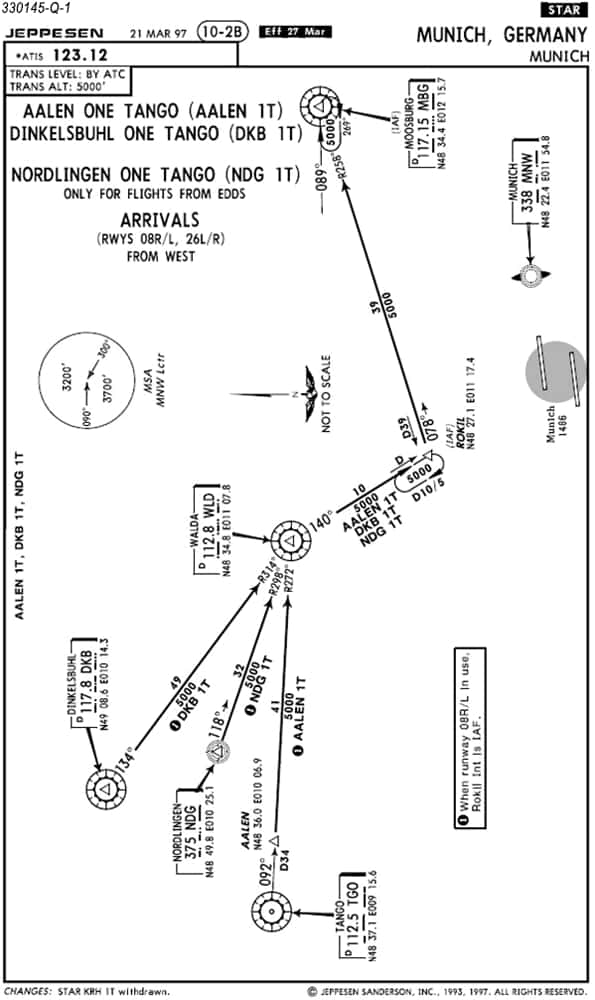 330145-Q-1
STAR
JEPPESEN 21 MAR 97 10-2B Eff 27 Mar MUNICH, GERMANY
MUNICH
*ATIS 123.12
TRANS LEVEL: BY ATC
TRANS ALT: 5000'
AALEN ONE TANGO (AALEN 1T)
DINKELSBUHL ONE TANGO (DKB 1T)
NORDLINGEN ONE TANGO (NDG 1T)
ONLY FOR FLIGHTS FROM EDDS
ARRIVALS
(RWYS 08R/L, 26L/R)
FROM WEST
5000
269°
089°
R258°
(IAF)
MOOSBURG
D 117.15 MBG
N48 34.4 E012 15.7
MUNICH
338 MNW
N48 22.4 E011 54.8
39
5000
3200'
300°
090°
3700'
MSA
MNW Lctr
N
NOT TO SCALE
Munich
1486
D39
078°
(IAF)
ROKIL
N48 27.1 E011 17.4
D
5000
D10/5
10
5000
AALEN 1T
DKB 1T
NDG 1T
140°
AALEN 1T, DKB 1T, NDG 1T
WALDA
D 112.8 WLD
N48 34.8 E011 07.8
R314°
R298°
R272°
49
5000
1 DKB 1T
32
5000
1 NDG 1T
41
5000
1 AALEN 1T
DINKELSBUHL
D 117.8 DKB
N49 08.6 E010 14.3
134°
118°
NORDLINGEN
375 NDG
N48 49.8 E010 25.1
AALEN
N48 36.0 E010 06.9
092°
D34
TANGO
D 112.5 TGO
N48 37.1 E009 15.6
1 When runway 08R/L in use,
Rokil Int is IAF.
CHANGES: STAR KRH 1T withdrawn.
© JEPPESEN SANDERSON, INC., 1993, 1997. ALL RIGHTS RESERVED.